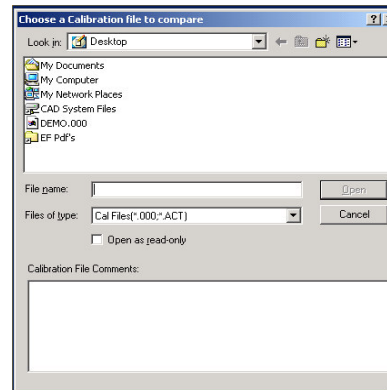 Choose a Calibration file to compare
Look in: Desktop
My Documents
My Computer
My Network Places
CAD System Files
DEMO.000
EF Pdf's
File name: Open
Files of type: Cal Files(*.000;*.ACT) Cancel
Open as read-only
Calibration File Comments: